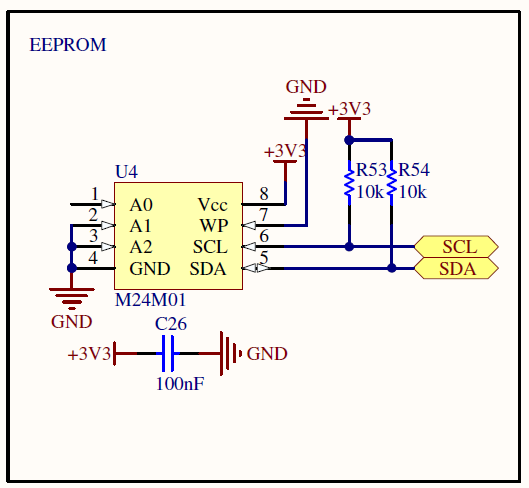 EEPROM
GND
+3V3
+3V3
U4
R53
R54
10k
10k
1
A0
Vcc
8
2
A1
WP
7
3
A2
SCL
6
SCL
4
GND
SDA
5
SDA
M24M01
GND
C26
+3V3
GND
100nF